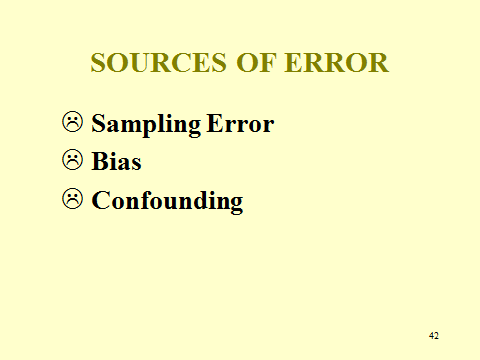 SOURCES OF ERROR
☹ Sampling Error
☹ Bias
☹ Confounding
42